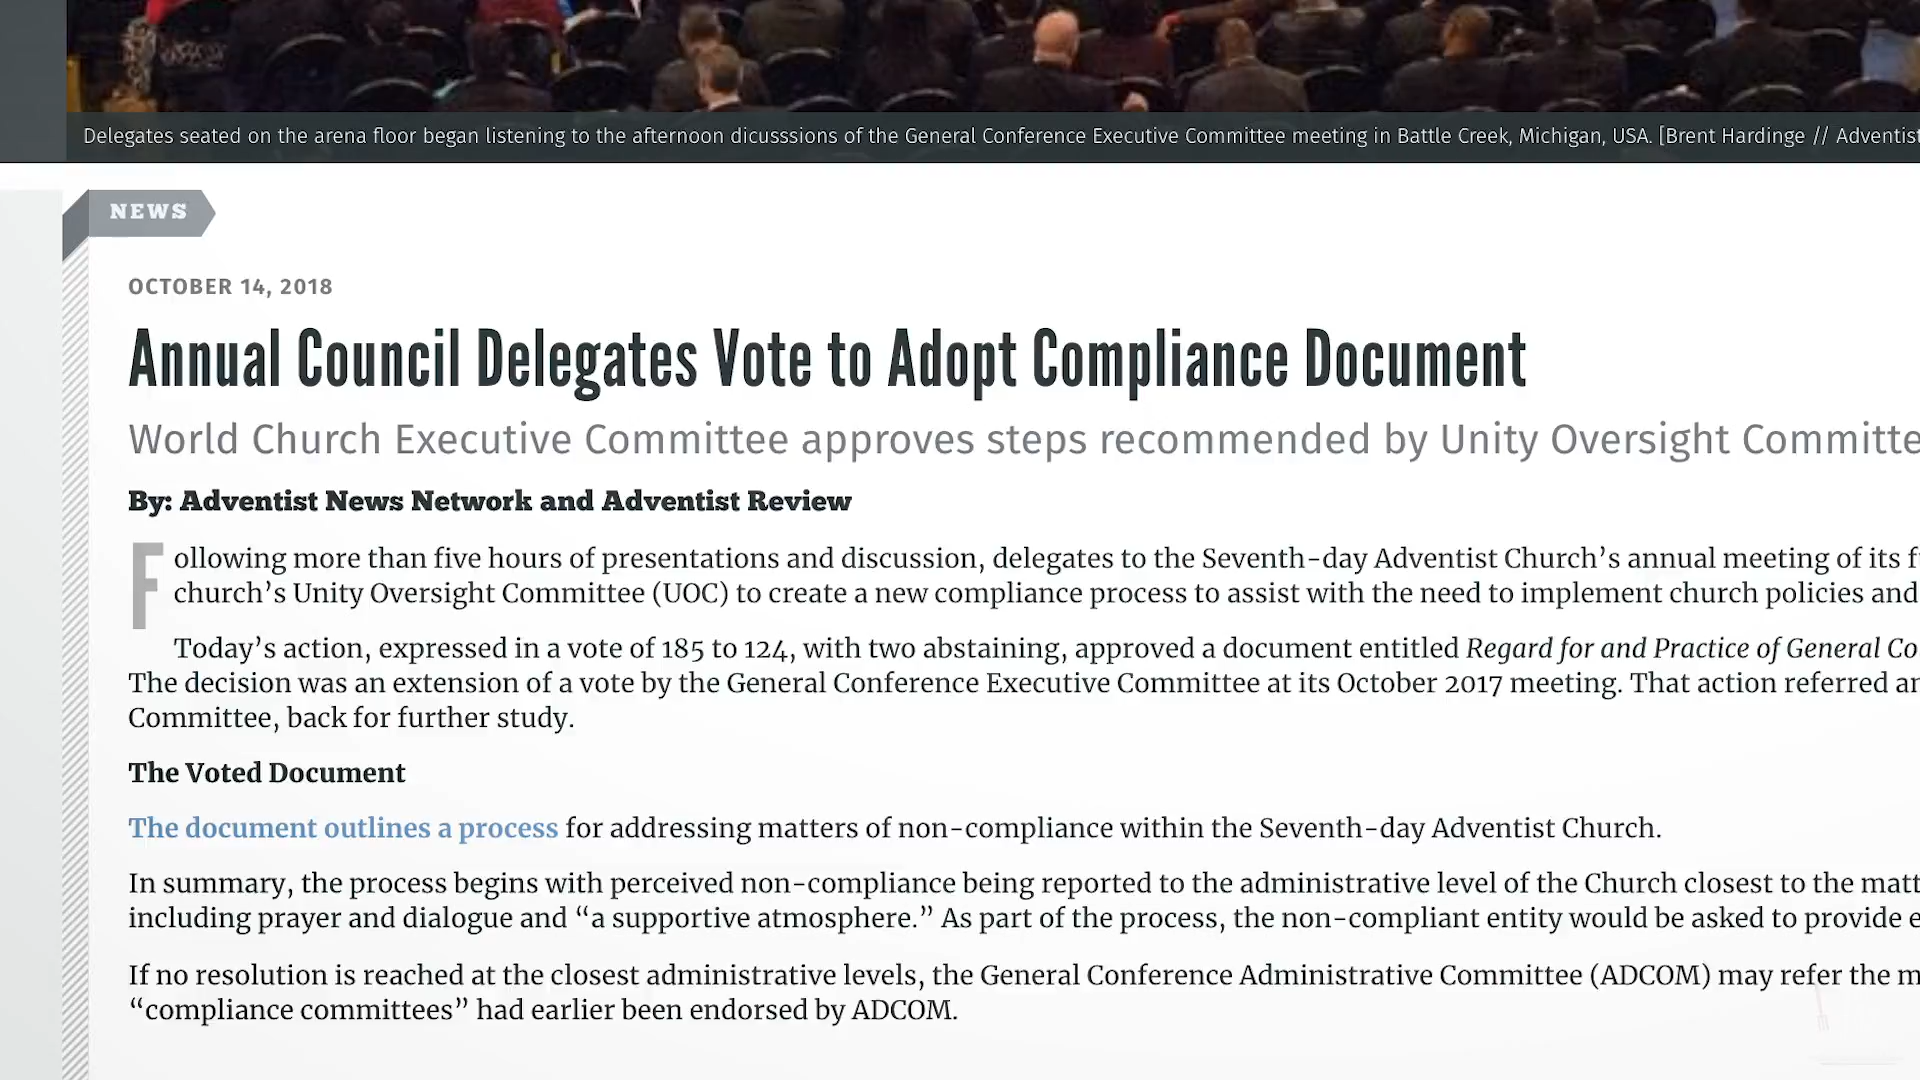 Delegates seated on the arena floor began listening to the afternoon dicusssions of the General Conference Executive Committee meeting in Battle Creek, Michigan, USA. [Brent Hardinge // Adventist
NEWS
OCTOBER 14, 2018
Annual Council Delegates Vote to Adopt Compliance Document
World Church Executive Committee approves steps recommended by Unity Oversight Committe
By: Adventist News Network and Adventist Review
Following more than five hours of presentations and discussion, delegates to the Seventh-day Adventist Church's annual meeting of its f
church's Unity Oversight Committee (UOC) to create a new compliance process to assist with the need to implement church policies and
Today's action, expressed in a vote of 185 to 124, with two abstaining, approved a document entitled Regard for and Practice of General Co
The decision was an extension of a vote by the General Conference Executive Committee at its October 2017 meeting. That action referred an
Committee, back for further study.
The Voted Document
The document outlines a process for addressing matters of non-compliance within the Seventh-day Adventist Church.
In summary, the process begins with perceived non-compliance being reported to the administrative level of the Church closest to the matt
including prayer and dialogue and “a supportive atmosphere.” As part of the process, the non-compliant entity would be asked to provide e
If no resolution is reached at the closest administrative levels, the General Conference Administrative Committee (ADCOM) may refer the m
“compliance committees” had earlier been endorsed by ADCOM.